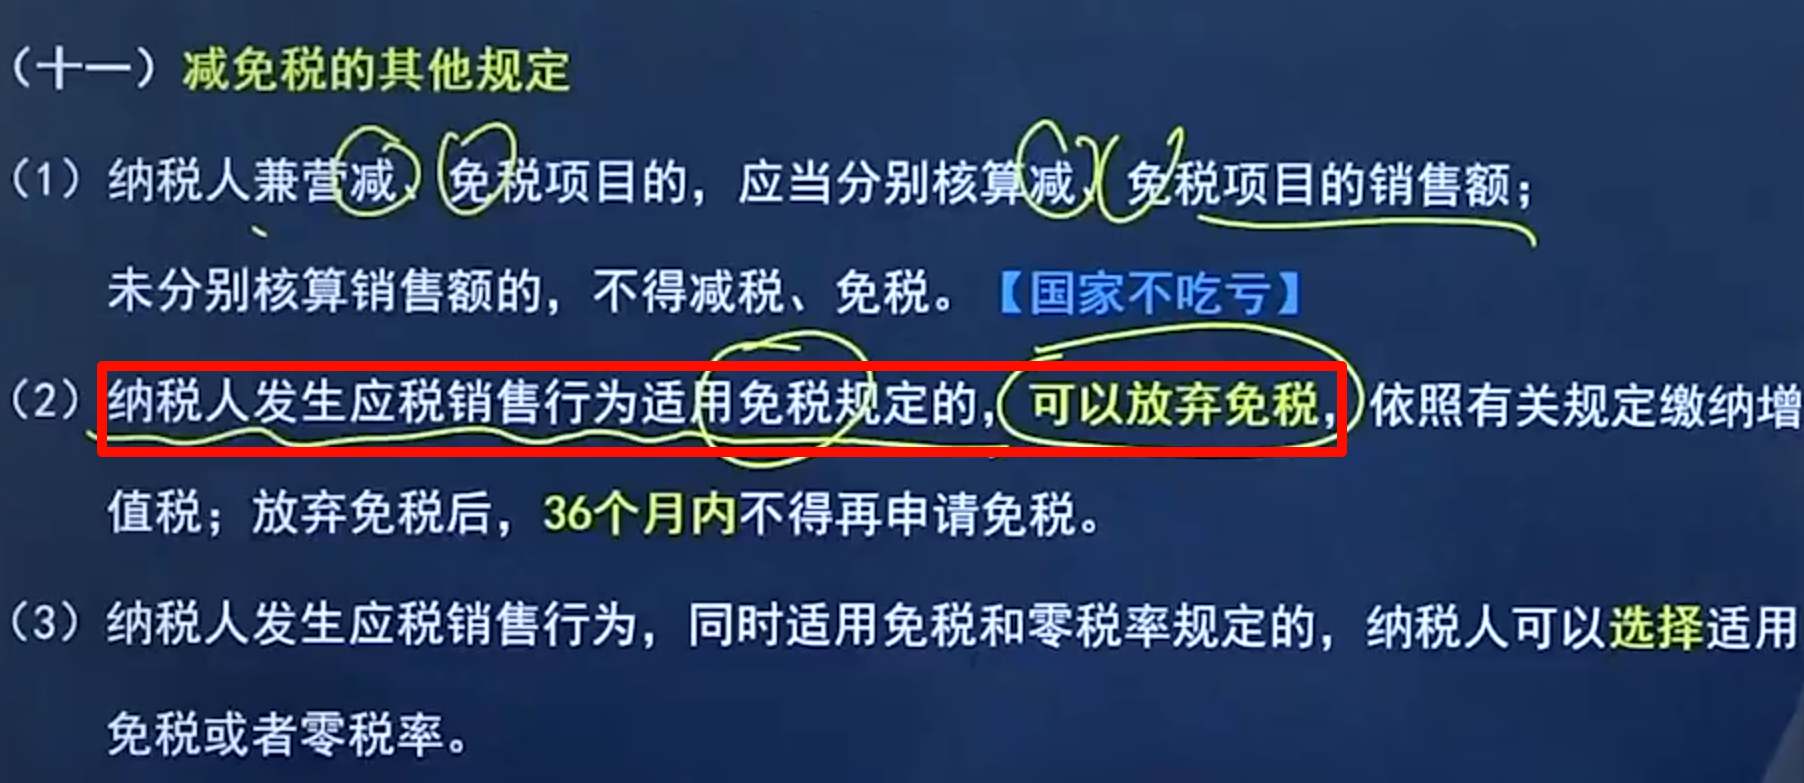 （十一）减免税的其他规定
（1）纳税人兼营减、免税项目的，应当分别核算减、免税项目的销售额；
未分别核算销售额的，不得减税、免税。【国家不吃亏】
（2）纳税人发生应税销售行为适用免税规定的，可以放弃免税，依照有关规定缴纳增
值税；放弃免税后，36个月内不得再申请免税。
（3）纳税人发生应税销售行为，同时适用免税和零税率规定的，纳税人可以选择适用
免税或者零税率。